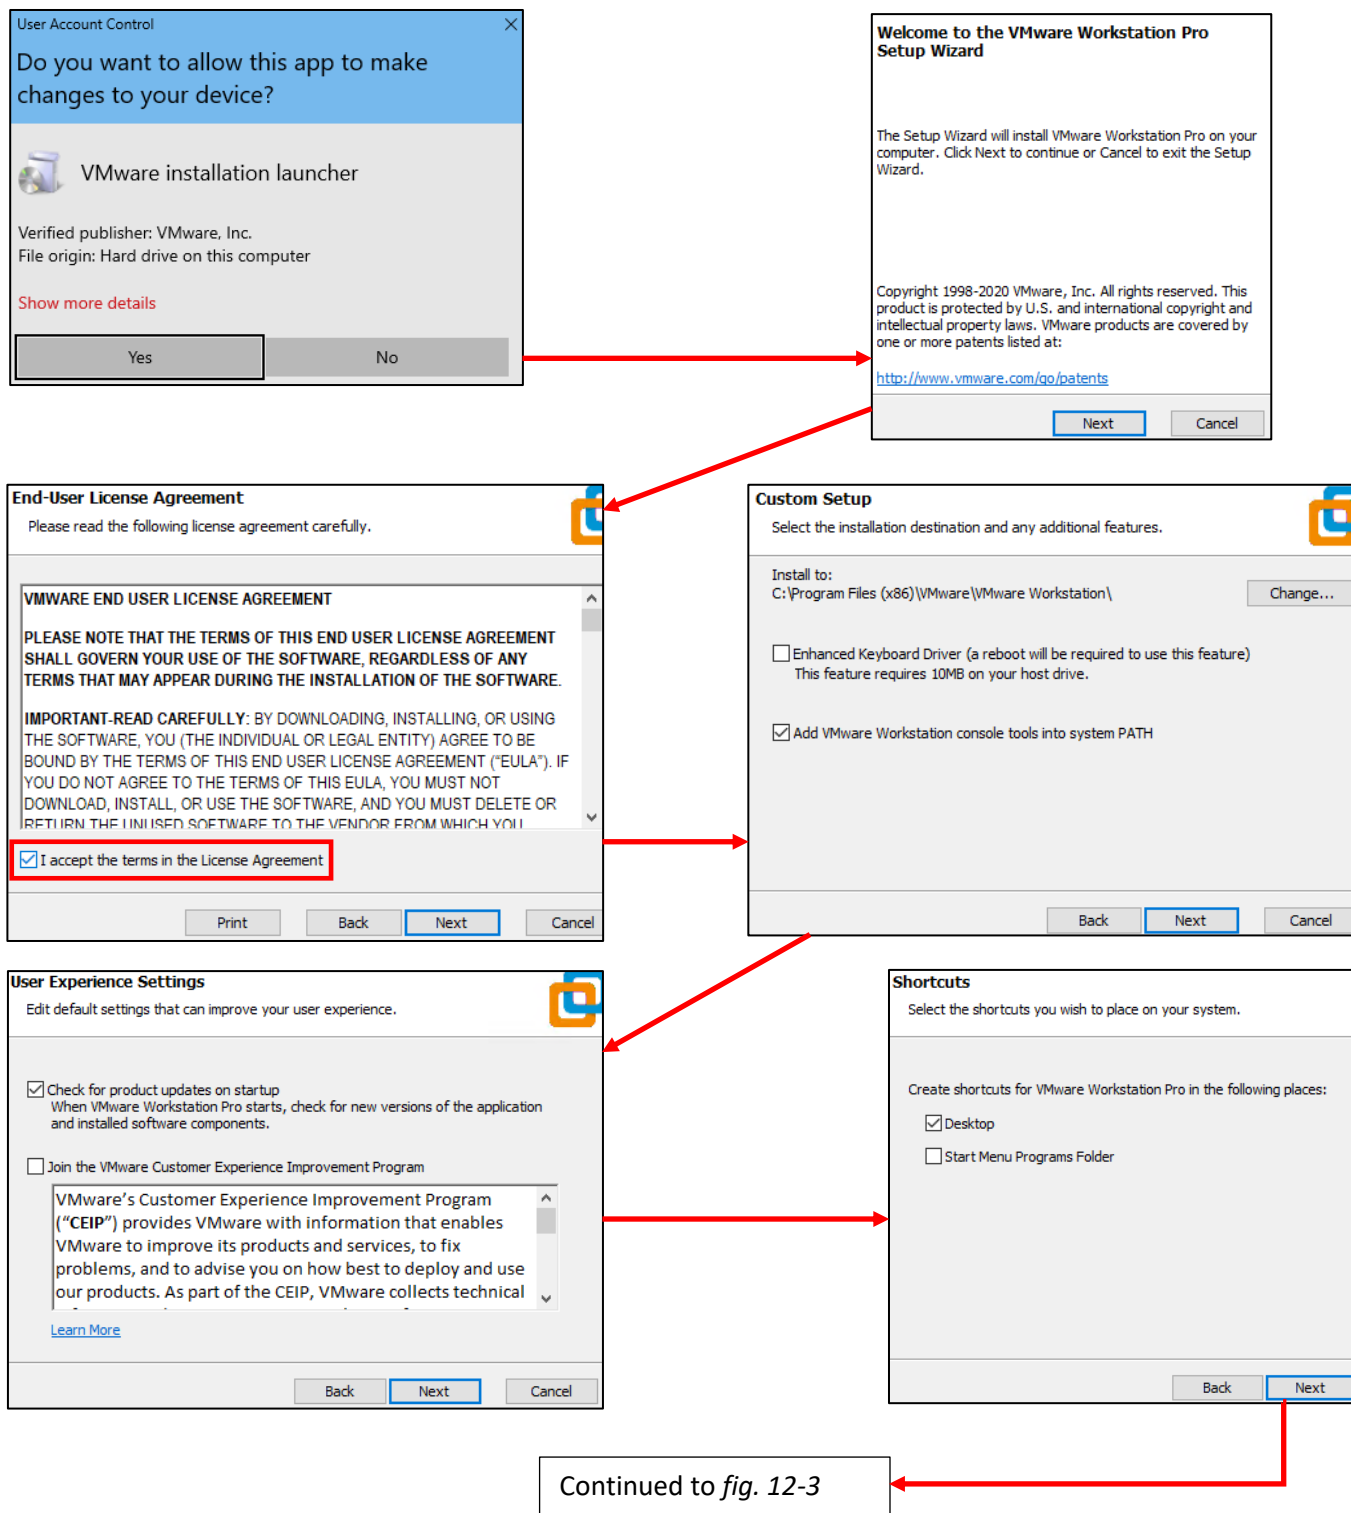 User Account Control
Do you want to allow this app to make
changes to your device?
VMware installation launcher
Verified publisher: VMware, Inc.
File origin: Hard drive on this computer
Show more details
Yes No
Welcome to the VMware Workstation Pro
Setup Wizard
The Setup Wizard will install VMware Workstation Pro on your
computer. Click Next to continue or Cancel to exit the Setup
Wizard.
Copyright 1998-2020 VMware, Inc. All rights reserved. This
product is protected by U.S. and international copyright and
intellectual property laws. VMware products are covered by
one or more patents listed at:
http://www.vmware.com/go/patents
Next Cancel
End-User License Agreement
Please read the following license agreement carefully.
VMWARE END USER LICENSE AGREEMENT
PLEASE NOTE THAT THE TERMS OF THIS END USER LICENSE AGREEMENT
SHALL GOVERN YOUR USE OF THE SOFTWARE, REGARDLESS OF ANY
TERMS THAT MAY APPEAR DURING THE INSTALLATION OF THE SOFTWARE.
IMPORTANT-READ CAREFULLY: BY DOWNLOADING, INSTALLING, OR USING
THE SOFTWARE, YOU (THE INDIVIDUAL OR LEGAL ENTITY) AGREE TO BE
BOUND BY THE TERMS OF THIS END USER LICENSE AGREEMENT (“EULA”). IF
YOU DO NOT AGREE TO THE TERMS OF THIS EULA, YOU MUST NOT
DOWNLOAD, INSTALL, OR USE THE SOFTWARE, AND YOU MUST DELETE OR
RETURN THE UNUSED SOFTWARE TO THE VENDOR FROM WHICH YOU
I accept the terms in the License Agreement
Print Back Next Cancel
Custom Setup
Select the installation destination and any additional features.
Install to:
C:\Program Files (x86)\VMware\VMware Workstation\ Change...
Enhanced Keyboard Driver (a reboot will be required to use this feature)
This feature requires 10MB on your host drive.
Add VMware Workstation console tools into system PATH
Back Next Cancel
User Experience Settings
Edit default settings that can improve your user experience.
Check for product updates on startup
When VMware Workstation Pro starts, check for new versions of the application
and installed software components.
Join the VMware Customer Experience Improvement Program
VMware’s Customer Experience Improvement Program
(“CEIP”) provides VMware with information that enables
VMware to improve its products and services, to fix
problems, and to advise you on how best to deploy and use
our products. As part of the CEIP, VMware collects technical
Learn More
Back Next Cancel
Shortcuts
Select the shortcuts you wish to place on your system.
Create shortcuts for VMware Workstation Pro in the following places:
Desktop
Start Menu Programs Folder
Back Next
Continued to fig. 12-3